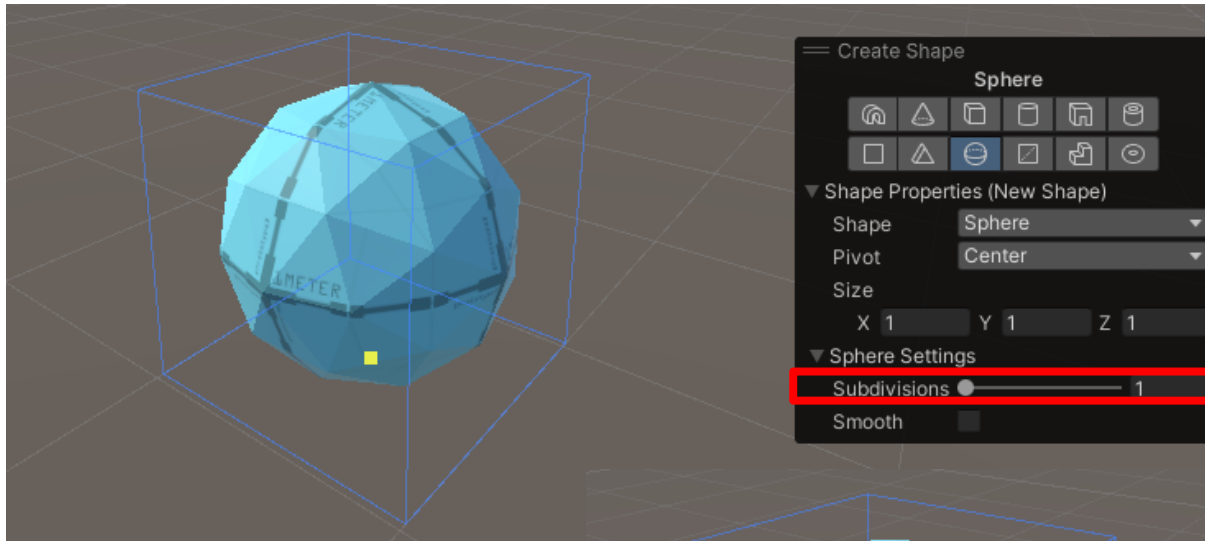 Create Shape
Sphere
Shape Properties (New Shape)
Shape Sphere
Pivot Center
Size
X 1 Y 1 Z 1
Sphere Settings
Subdivisions 1
Smooth
1METER
1METER